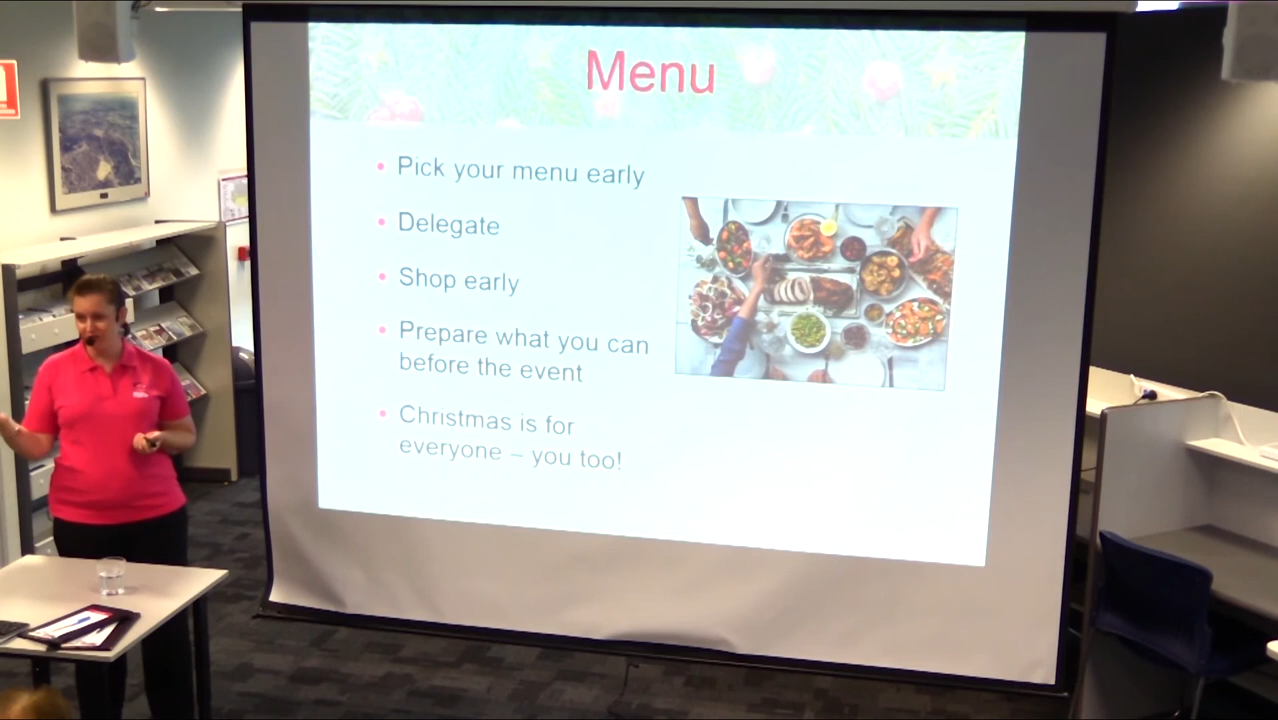 Menu
• Pick your menu early
• Delegate
• Shop early
• Prepare what you can
before the event
• Christmas is for
everyone – you too!